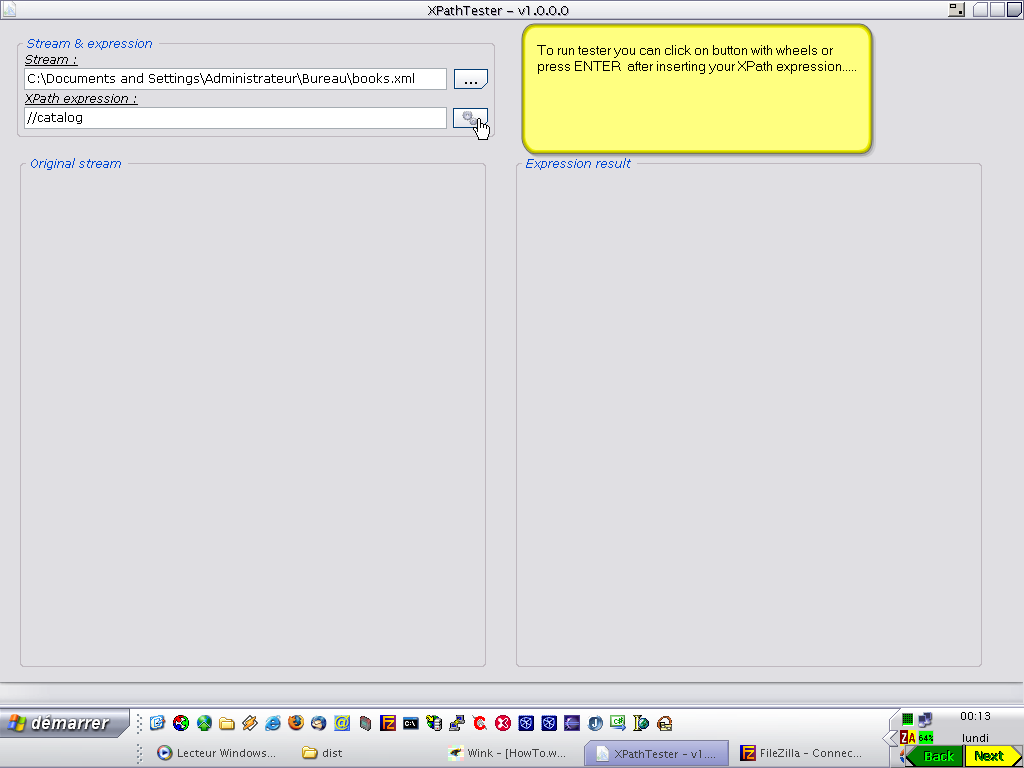 XPathTester - v1.0.0.0
Stream & expression
Stream :
C:\Documents and Settings\Administrateur\Bureau\books.xml
...
XPath expression :
//catalog
To run tester you can click on button with wheels or
press ENTER after inserting your XPath expression.....
Original stream
Expression result
démarrer
00:13
lundi
64%
Lecteur Windows...
dist
Wink - [HowTo.w...
XPathTester - v1....
FileZilla - Connec...
Back
Next